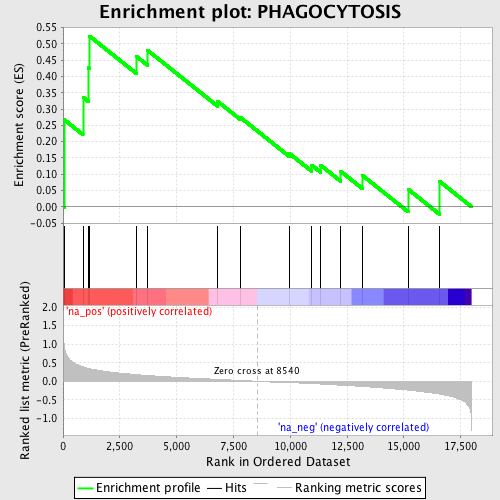 Enrichment plot: PHAGOCYTOSIS
Enrichment score (ES)
0.55
0.50
0.45
0.40
0.35
0.30
0.25
0.20
0.15
0.10
0.05
0.00
-0.05
'na_pos' (positively correlated)
Ranked list metric (PreRanked)
2.0
1.5
1.0
0.5
0.0
-0.5
-1.0
Zero cross at 8540
'na_neg' (negatively correlated)
0 2,500 5,000 7,500 10,000 12,500 15,000 17,500
Rank in Ordered Dataset
Enrichment profile Hits Ranking metric scores